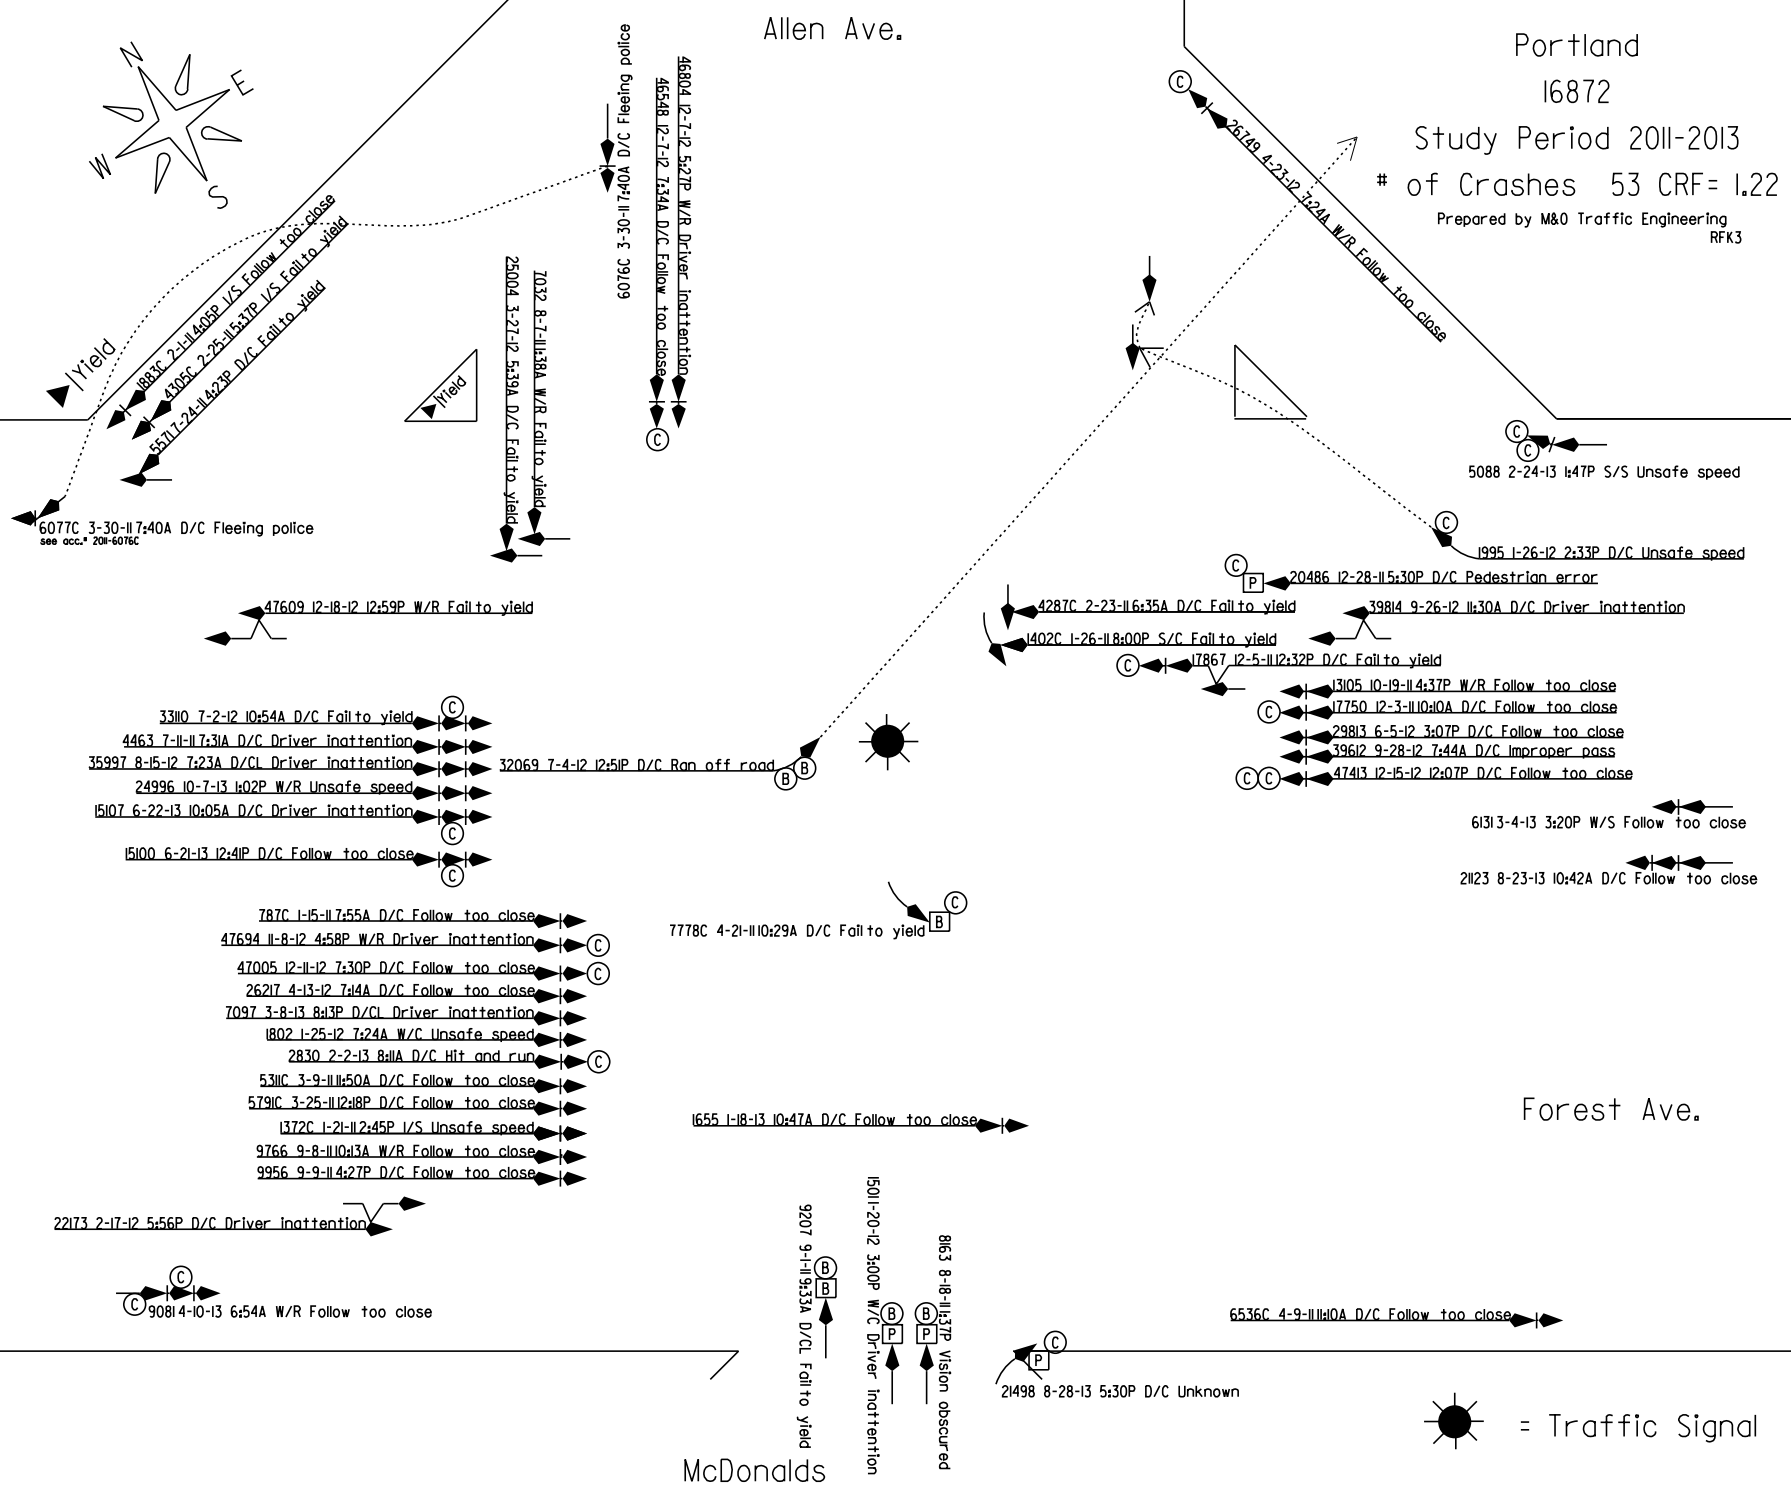 Allen Ave.
Portland
16872
Study Period 2011-2013
# of Crashes 53 CRF= 1.22
Prepared by M&O Traffic Engineering
RFK3
N
E
W
S
6076C 3-30-11 7:40A D/C Fleeing police
46548 12-7-12 7:34A D/C Follow too close
C
46804 12-7-12 5:27P W/R Driver inattention
C
26749 4-23-12 7:24A W/R Follow too close
1883C 2-1-11 4:05P I/S Follow too close
4305C 2-25-11 5:37P I/S Fail to yield
5571 7-24-11 4:23P D/C Fail to yield
Yield
Yield
25004 3-27-12 5:39A D/C Fail to yield
7032 8-7-11 1:38A W/R Fail to yield
6077C 3-30-11 7:40A D/C Fleeing police
see acc.# 2011-6076C
C
C
5088 2-24-13 1:47P S/S Unsafe speed
C
1995 1-26-12 2:33P D/C Unsafe speed
C
P 20486 12-28-11 5:30P D/C Pedestrian error
47609 12-18-12 12:59P W/R Fail to yield
4287C 2-23-11 6:35A D/C Fail to yield
39814 9-26-12 11:30A D/C Driver inattention
1402C 1-26-11 8:00P S/C Fail to yield
C 17867 12-5-11 12:32P D/C Fail to yield
13105 10-19-11 4:37P W/R Follow too close
C 17750 12-3-11 10:10A D/C Follow too close
29813 6-5-12 3:07P D/C Follow too close
39612 9-28-12 7:44A D/C Improper pass
C C 47413 12-15-12 12:07P D/C Follow too close
C
33110 7-2-12 10:54A D/C Fail to yield
4463 7-11-11 7:31A D/C Driver inattention
35997 8-15-12 7:23A D/CL Driver inattention
24996 10-7-13 1:02P W/R Unsafe speed
15107 6-22-13 10:05A D/C Driver inattention
C
15100 6-21-13 12:41P D/C Follow too close
C
32069 7-4-12 12:51P D/C Ran off road
B B
6131 3-4-13 3:20P W/S Follow too close
21123 8-23-13 10:42A D/C Follow too close
C
B
7778C 4-21-11 10:29A D/C Fail to yield
787C 1-15-11 7:55A D/C Follow too close
47694 11-8-12 4:58P W/R Driver inattention C
47005 12-11-12 7:30P D/C Follow too close C
26217 4-13-12 7:14A D/C Follow too close
7097 3-8-13 8:13P D/CL Driver inattention
1802 1-25-12 7:24A W/C Unsafe speed
2830 2-2-13 8:11A D/C Hit and run C
5311C 3-9-11 11:50A D/C Follow too close
5791C 3-25-11 12:18P D/C Follow too close
1372C 1-21-11 2:45P I/S Unsafe speed
9766 9-8-11 10:13A W/R Follow too close
9956 9-9-11 4:27P D/C Follow too close
1655 1-18-13 10:47A D/C Follow too close
Forest Ave.
22173 2-17-12 5:56P D/C Driver inattention
C
C 9081 4-10-13 6:54A W/R Follow too close
9207 9-1-11 9:33A D/CL Fail to yield
B
B
1501 1-20-12 3:00P W/C Driver inattention
B
P
8163 8-18-11 1:37P Vision obscured
B
P
C
P
21498 8-28-13 5:30P D/C Unknown
6536C 4-9-11 11:10A D/C Follow too close
= Traffic Signal
McDonalds